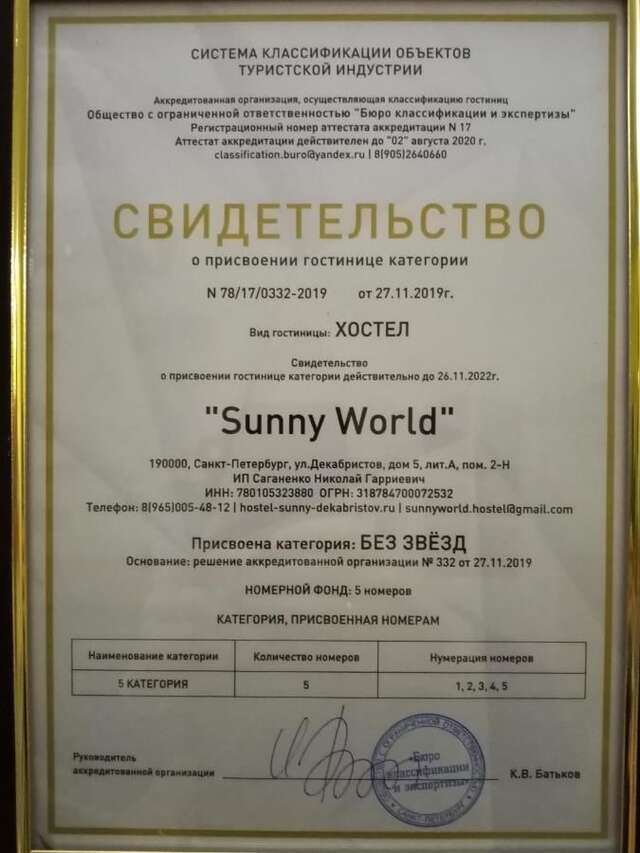 СИСТЕМА КЛАССИФИКАЦИИ ОБЪЕКТОВ
ТУРИСТСКОЙ ИНДУСТРИИ
Аккредитованная организация, осуществляющая классификацию гостиниц
Общество с ограниченной ответственностью "Бюро классификации и экспертизы"
Регистрационный номер аттестата аккредитации N 17
Аттестат аккредитации действителен до "02" августа 2020 г.
classification.buro@yandex.ru | 8(905)2640660
СВИДЕТЕЛЬСТВО
о присвоении гостинице категории
N 78/17/0332-2019 от 27.11.2019г.
Вид гостиницы: ХОСТЕЛ
Свидетельство
о присвоении гостинице категории действительно до 26.11.2022г.
"Sunny World"
190000, Санкт-Петербург, ул.Декабристов, дом 5, лит.А, пом. 2-Н
ИП Саганенко Николай Гарриевич
ИНН: 780105323880 ОГРН: 318784700072532
Телефон: 8(965)005-48-12 | hostel-sunny-dekabristov.ru | sunnyworld.hostel@gmail.com
Присвоена категория: БЕЗ ЗВЁЗД
Основание: решение аккредитованной организации № 332 от 27.11.2019
НОМЕРНОЙ ФОНД: 5 номеров
КАТЕГОРИЯ, ПРИСВОЕННАЯ НОМЕРАМ
Наименование категории Количество номеров Нумерация номеров
5 КАТЕГОРИЯ 5 1, 2, 3, 4, 5
Руководитель
аккредитованной организации К.В. Батьков
С ОГРАНИЧЕННОЙ ОТВЕТСТВЕННОСТЬЮ
«Бюро
классификации
и экспертизы»
САНКТ-ПЕТЕРБУРГ